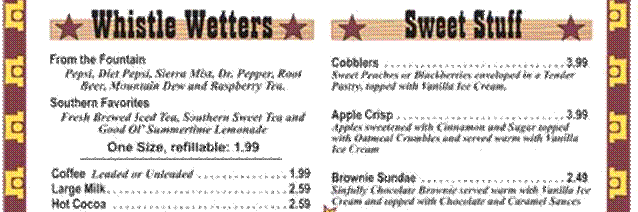 Whistle Wetters
From the Fountain
Pepsi, Diet Pepsi, Sierra Mist, Dr. Pepper, Root
Beer, Mountain Dew and Raspberry Tea.
Southern Favorites
Fresh Brewed Iced Tea, Southern Sweet Tea and
Good Ol' Summertime Lemonade
One Size, refillable: 1.99
Coffee Leaded or Unleaded ........................ 1.99
Large Milk ........................ 2.59
Hot Cocoa ........................ 2.59
Sweet Stuff
Cobblers ........................ 3.99
Sweet Peaches or Blackberries enveloped in a Tender
Pastry, topped with Vanilla Ice Cream.
Apple Crisp ........................ 3.99
Apples sweetened with Cinnamon and Sugar topped
with Oatmeal Crumbles and served warm with Vanilla
Ice Cream
Brownie Sundae ........................ 2.49
Sinfully Chocolate Brownie served warm with Vanilla Ice
Cream and topped with Chocolate and Caramel Sauces